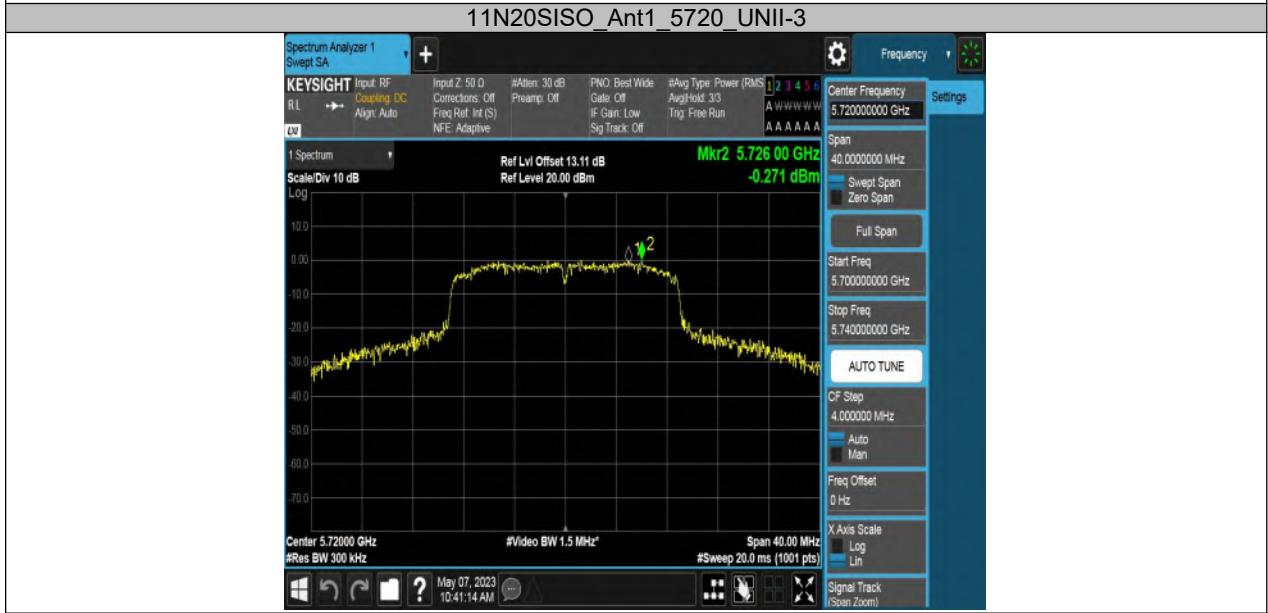 11N20SISO_Ant1_5720_UNII-3
Spectrum Analyzer 1
Swept SA
+
Frequency
KEYSIGHT
RL
LXI
Input: RF
Coupling: DC
Align: Auto
Input Z: 50 Ω
Corrections: Off
Freq Ref: Int (S)
NFE: Adaptive
#Atten: 30 dB
Preamp: Off
PNO: Best Wide
Gate: Off
IF Gain: Low
Sig Track: Off
#Avg Type: Power (RMS
Avg|Hold: 3/3
Trig: Free Run
1 2 3 4 5 6
A W W W W W
A A A A A A
Center Frequency
5.720000000 GHz
Settings
1 Spectrum
Scale/Div 10 dB
Log
Ref Lvl Offset 13.11 dB
Ref Level 20.00 dBm
Mkr2 5.726 00 GHz
-0.271 dBm
Span
40.0000000 MHz
Swept Span
Zero Span
Full Span
Start Freq
5.700000000 GHz
Stop Freq
5.740000000 GHz
AUTO TUNE
CF Step
4.000000 MHz
Auto
Man
Freq Offset
0 Hz
X Axis Scale
Log
Lin
Signal Track
(Span Zoom)
10.0
0.00
-10.0
-20.0
-30.0
-40.0
-50.0
-60.0
-70.0
1 2
Center 5.72000 GHz
#Res BW 300 kHz
#Video BW 1.5 MHz*
Span 40.00 MHz
#Sweep 20.0 ms (1001 pts)
?
May 07, 2023
10:41:14 AM